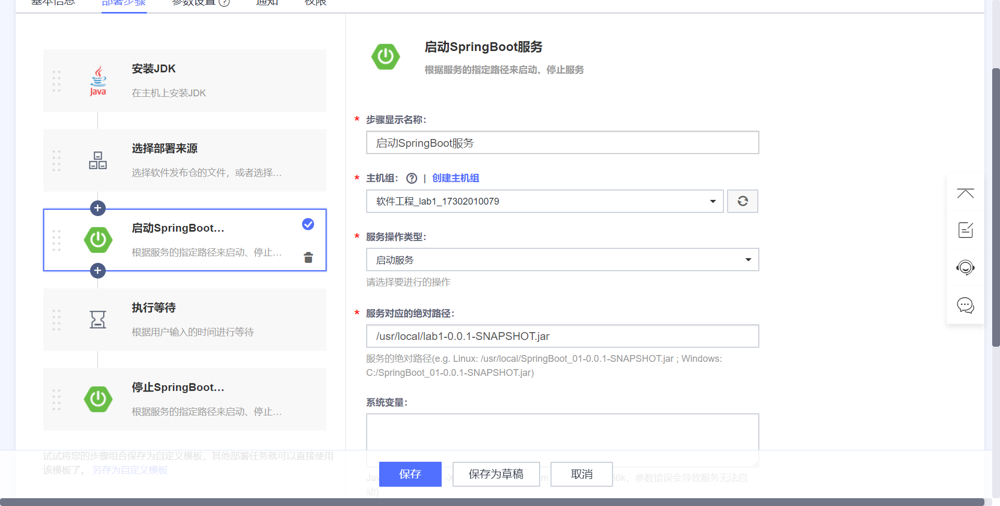 基本信息 部署步骤 参数设置 ? 通知 权限
安装JDK
在主机上安装JDK
Java
选择部署来源
选择软件发布仓的文件，或者选择...
启动SpringBoot...
根据服务的指定路径来启动、停止...
执行等待
根据用户输入的时间进行等待
停止SpringBoot...
根据服务的指定路径来启动、停止...
试试将您的步骤组合保存为自定义模板，其他部署任务就可以直接使用
该模板了。 另存为自定义模板
启动SpringBoot服务
根据服务的指定路径来启动、停止服务
* 步骤显示名称：
启动SpringBoot服务
* 主机组： ? | 创建主机组
软件工程_lab1_17302010079
* 服务操作类型：
启动服务
请选择要进行的操作
* 服务对应的绝对路径：
/usr/local/lab1-0.0.1-SNAPSHOT.jar
服务的绝对路径(e.g. Linux: /usr/local/SpringBoot_01-0.0.1-SNAPSHOT.jar ; Windows:
C:/SpringBoot_01-0.0.1-SNAPSHOT.jar)
系统变量：
参数错误会导致服务无法启
动)
保存 保存为草稿 取消